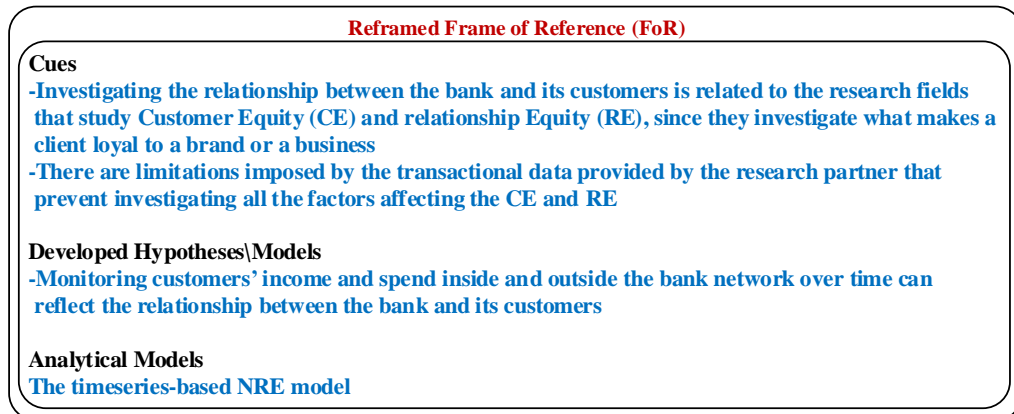 Reframed Frame of Reference (FoR)
Cues
-Investigating the relationship between the bank and its customers is related to the research fields
that study Customer Equity (CE) and relationship Equity (RE), since they investigate what makes a
client loyal to a brand or a business
-There are limitations imposed by the transactional data provided by the research partner that
prevent investigating all the factors affecting the CE and RE
Developed Hypotheses\Models
-Monitoring customers’ income and spend inside and outside the bank network over time can
reflect the relationship between the bank and its customers
Analytical Models
The timeseries-based NRE model